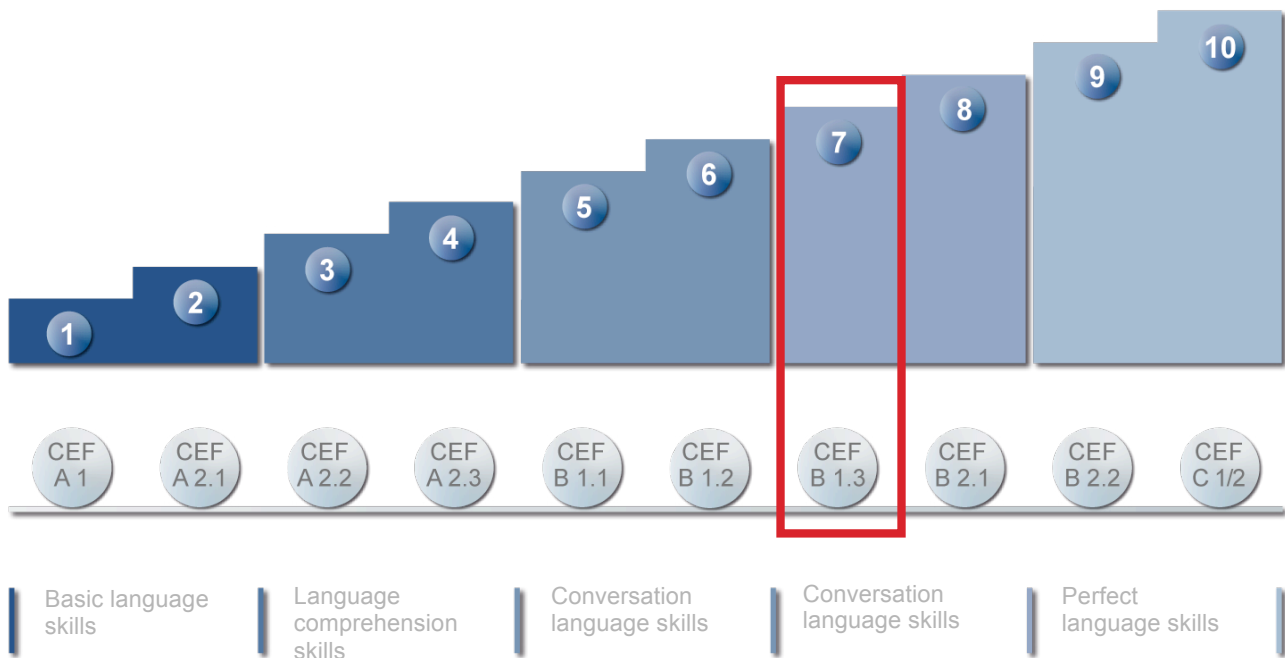 1
2
3
4
5
6
7
8
9
10
CEF
A 1
CEF
A 2.1
CEF
A 2.2
CEF
A 2.3
CEF
B 1.1
CEF
B 1.2
CEF
B 1.3
CEF
B 2.1
CEF
B 2.2
CEF
C 1/2
Basic language
skills
Language
comprehension
skills
Conversation
language skills
Conversation
language skills
Perfect
language skills